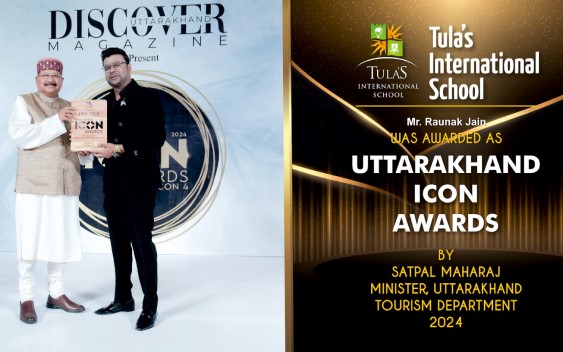 DISCOVER
UTTARAKHAND
MAGAZINE
Present
ICON
AWARDS
2024
TULA'S
INTERNATIONAL
SCHOOL
Tula's
International
School
Mr. Raunak Jain
WAS AWARDED AS
UTTARAKHAND
ICON
AWARDS
BY
SATPAL MAHARAJ
MINISTER, UTTARAKHAND
TOURISM DEPARTMENT
2024